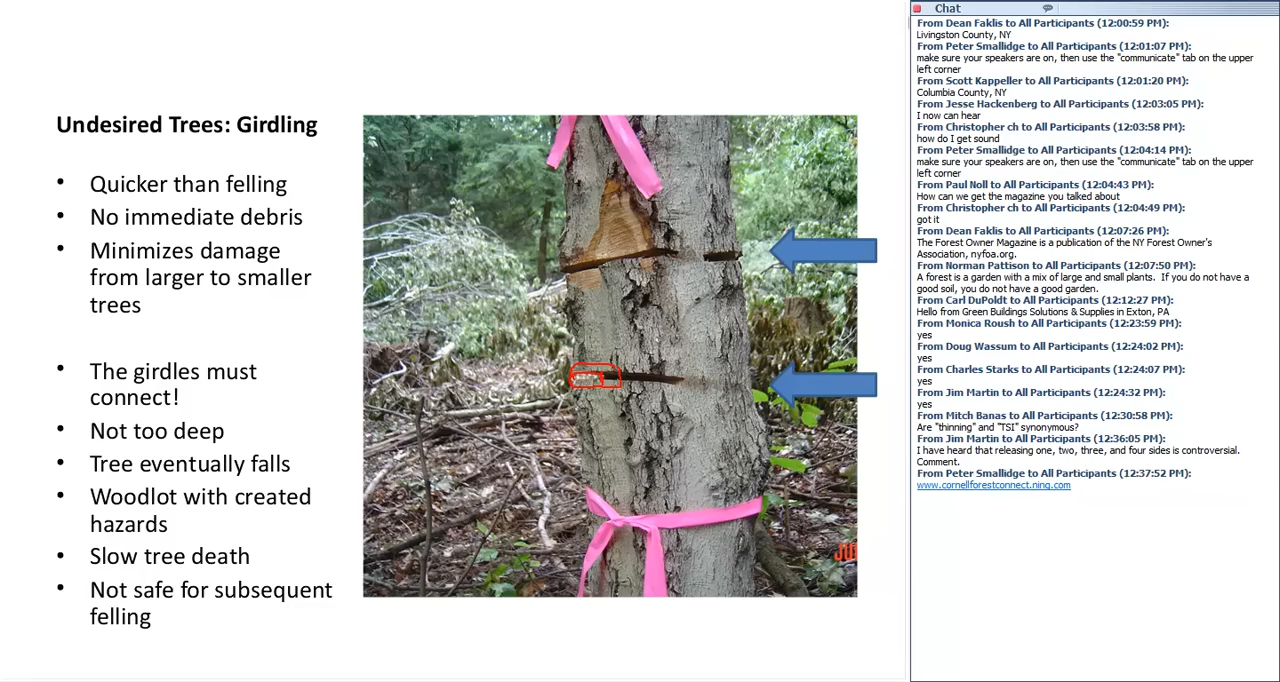 Undesired Trees: Girdling
• Quicker than felling
• No immediate debris
• Minimizes damage
from larger to smaller
trees
• The girdles must
connect!
• Not too deep
• Tree eventually falls
• Woodlot with created
hazards
• Slow tree death
• Not safe for subsequent
felling
Chat
From Dean Faklis to All Participants (12:00:59 PM):
Livingston County, NY
From Peter Smallidge to All Participants (12:01:07 PM):
make sure your speakers are on, then use the "communicate" tab on the upper
left corner
From Scott Kappeller to All Participants (12:01:20 PM):
Columbia County, NY
From Jesse Hackenberg to All Participants (12:03:05 PM):
I now can hear
From Christopher ch to All Participants (12:03:58 PM):
how do I get sound
From Peter Smallidge to All Participants (12:04:14 PM):
make sure your speakers are on, then use the "communicate" tab on the upper
left corner
From Paul Noll to All Participants (12:04:43 PM):
How can we get the magazine you talked about
From Christopher ch to All Participants (12:04:49 PM):
got it
From Dean Faklis to All Participants (12:07:26 PM):
The Forest Owner Magazine is a publication of the NY Forest Owner's
Association, nyfoa.org.
From Norman Pattison to All Participants (12:07:50 PM):
A forest is a garden with a mix of large and small plants.  If you do not have a
good soil, you do not have a good garden.
From Carl DuPoldt to All Participants (12:12:27 PM):
Hello from Green Buildings Solutions & Supplies in Exton, PA
From Monica Roush to All Participants (12:23:59 PM):
yes
From Doug Wassum to All Participants (12:24:02 PM):
yes
From Charles Starks to All Participants (12:24:07 PM):
yes
From Jim Martin to All Participants (12:24:32 PM):
yes
From Mitch Banas to All Participants (12:30:58 PM):
Are "thinning" and "TSI" synonymous?
From Jim Martin to All Participants (12:36:05 PM):
I have heard that releasing one, two, three, and four sides is controversial.
Comment.
From Peter Smallidge to All Participants (12:37:52 PM):
www.cornellforestconnect.ning.com